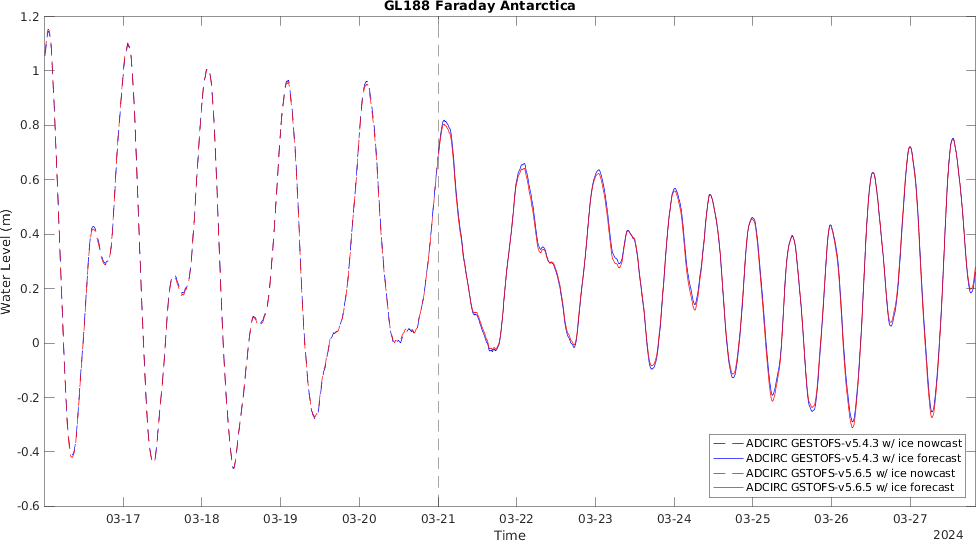 GL188 Faraday Antarctica
1.2
1
0.8
0.6
0.4
0.2
0
-0.2
-0.4
-0.6
Water Level (m)
ADCIRC GESTOFS-v5.4.3 w/ ice nowcast
ADCIRC GESTOFS-v5.4.3 w/ ice forecast
ADCIRC GSTOFS-v5.6.5 w/ ice nowcast
ADCIRC GSTOFS-v5.6.5 w/ ice forecast
03-17 03-18 03-19 03-20 03-21 03-22 03-23 03-24 03-25 03-26 03-27
Time
2024